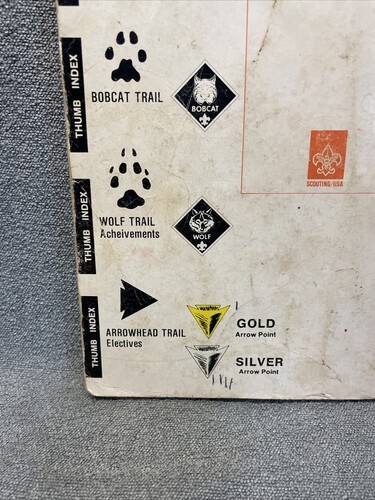 THUMB INDEX
BOBCAT TRAIL
BOBCAT
SCOUTING/USA
THUMB INDEX
WOLF TRAIL
Acheivements
WOLF
THUMB INDEX
ARROWHEAD TRAIL
Electives
GOLD
Arrow Point
SILVER
Arrow Point